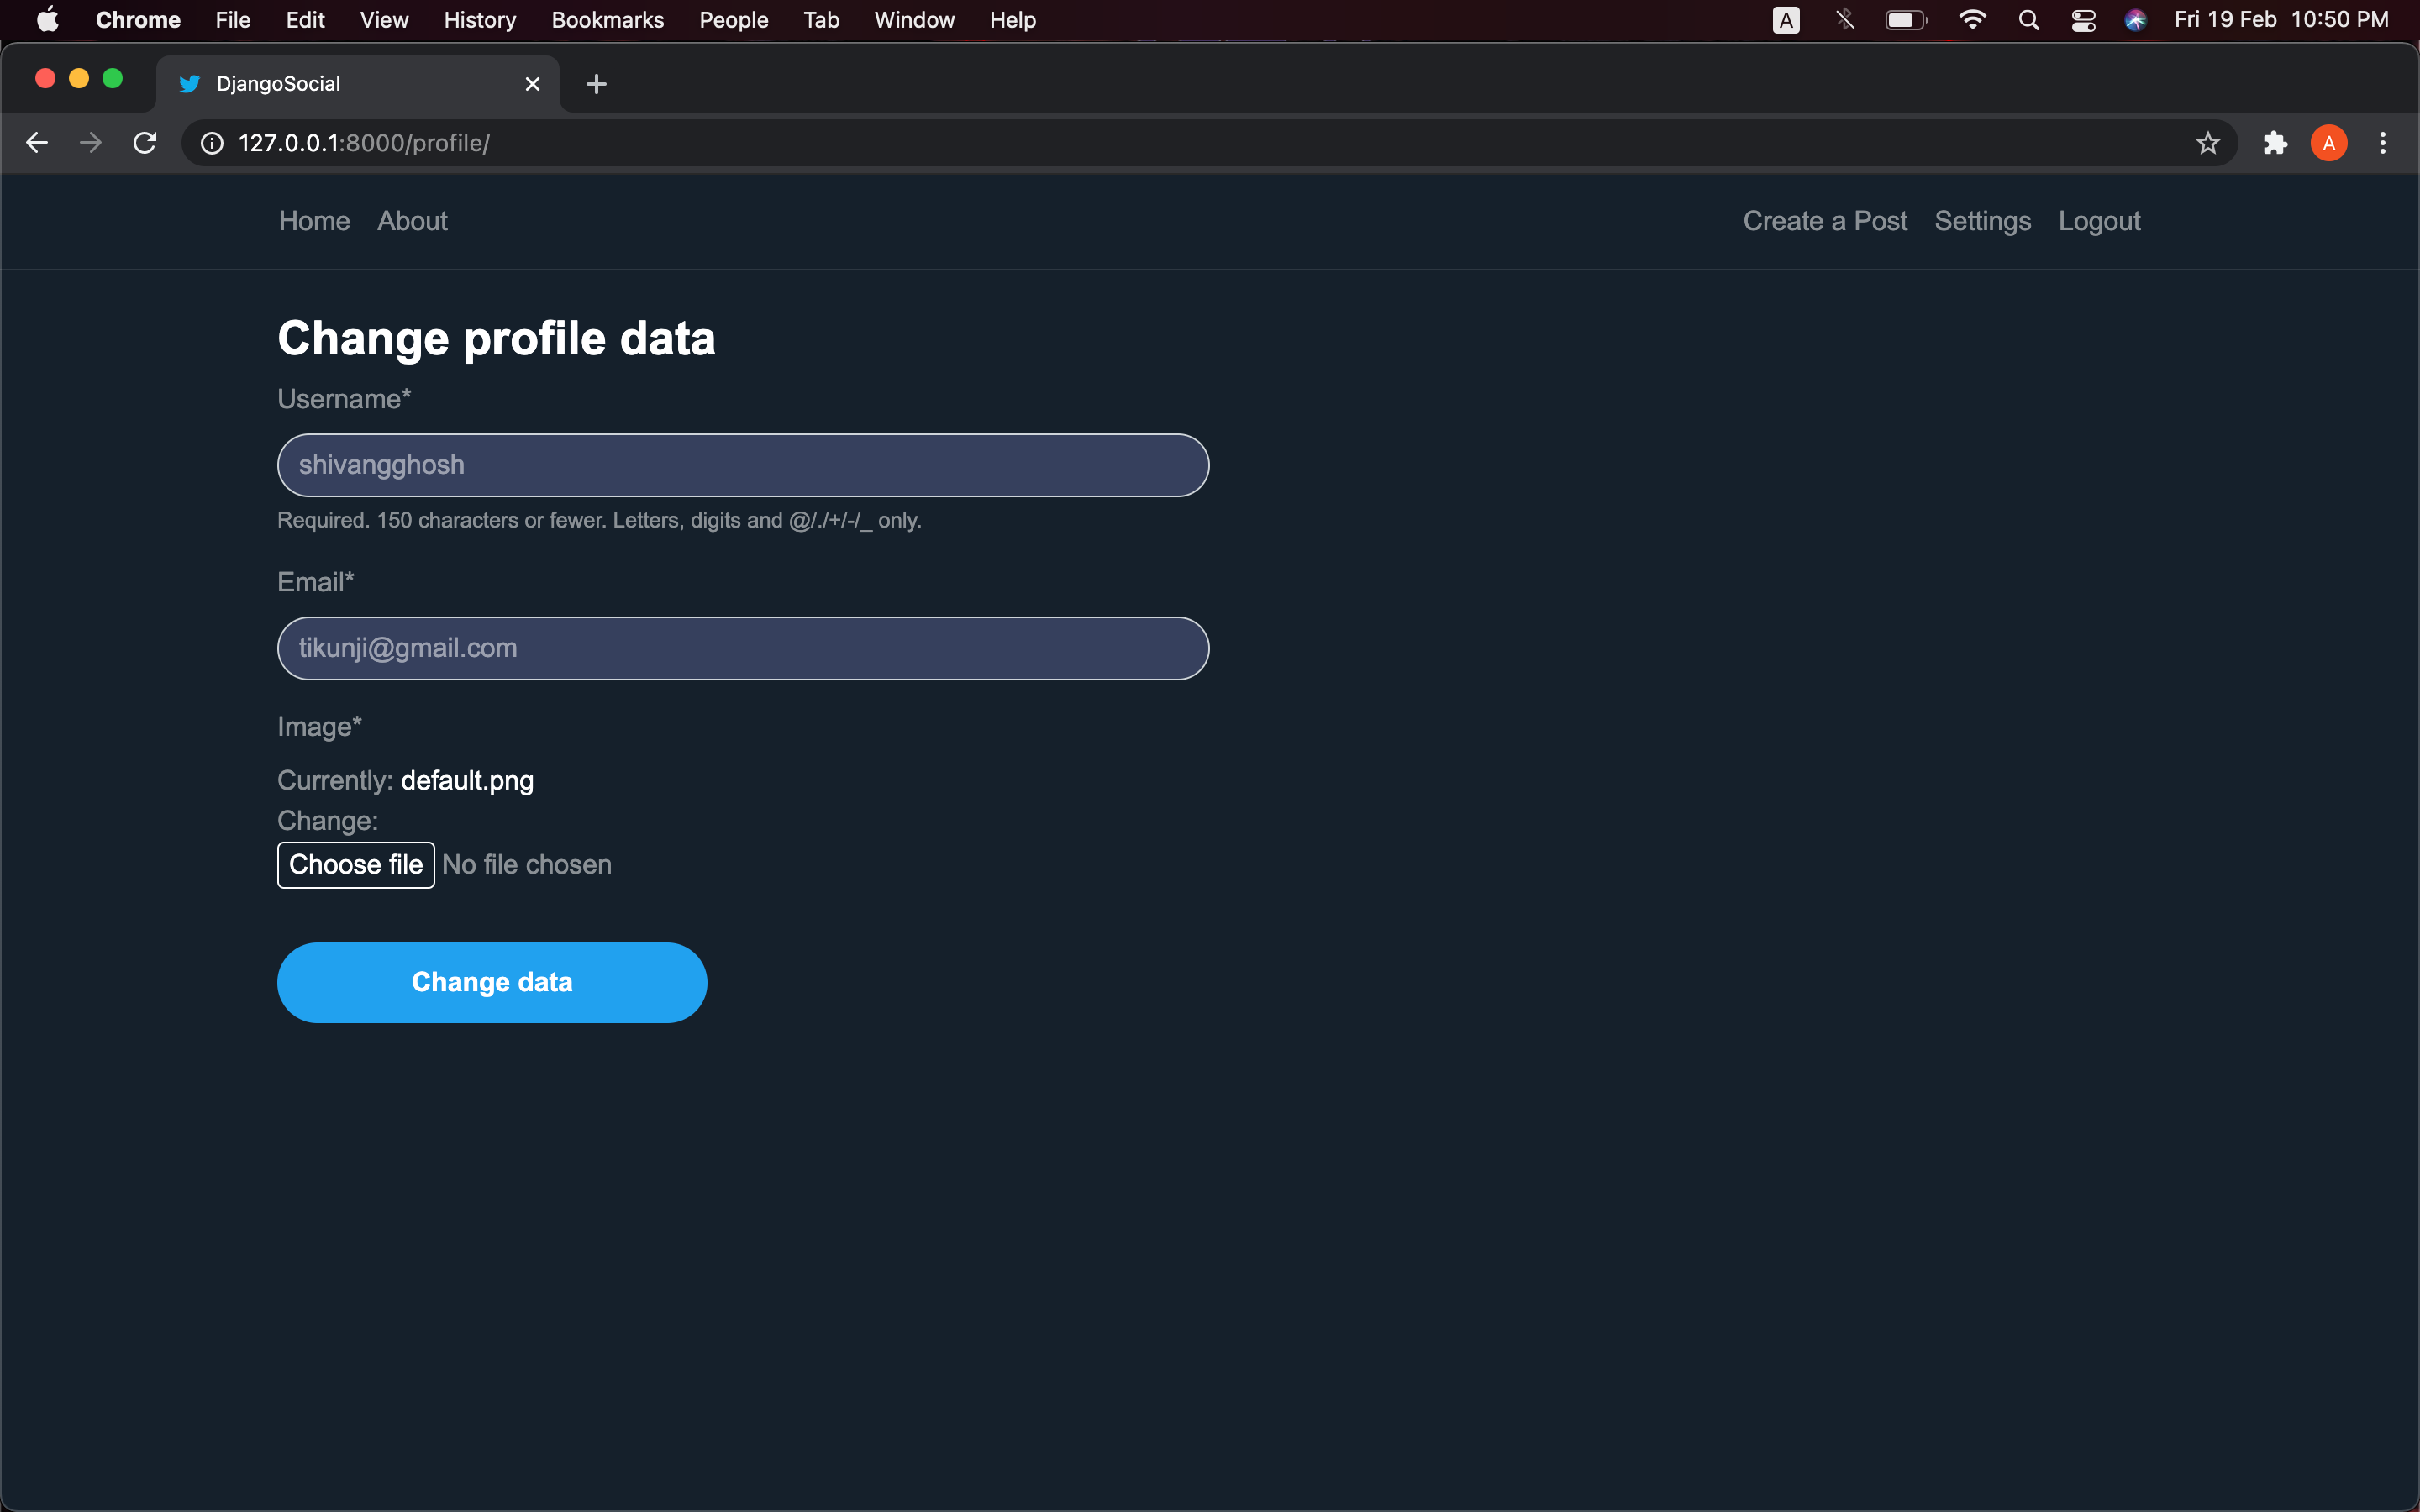 Chrome File Edit View History Bookmarks People Tab Window Help A Fri 19 Feb 10:50 PM
DjangoSocial
127.0.0.1:8000/profile/ A
Home About Create a Post Settings Logout
Change profile data
Username*
shivangghosh
Required. 150 characters or fewer. Letters, digits and @/./+/-/_ only.
Email*
tikunji@gmail.com
Image*
Currently: default.png
Change:
Choose file No file chosen
Change data